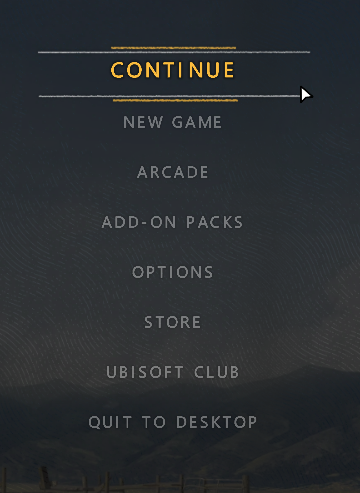 CONTINUE
NEW GAME
ARCADE
ADD-ON PACKS
OPTIONS
STORE
UBISOFT CLUB
QUIT TO DESKTOP